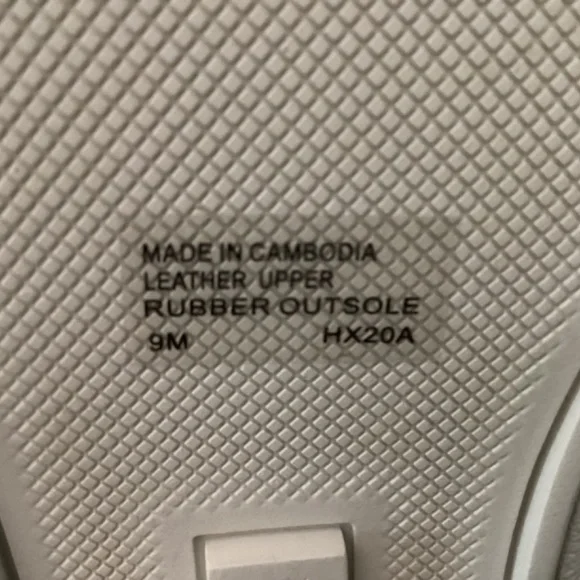 MADE IN CAMBODIA
LEATHER UPPER
RUBBER OUTSOLE
9M HX20A